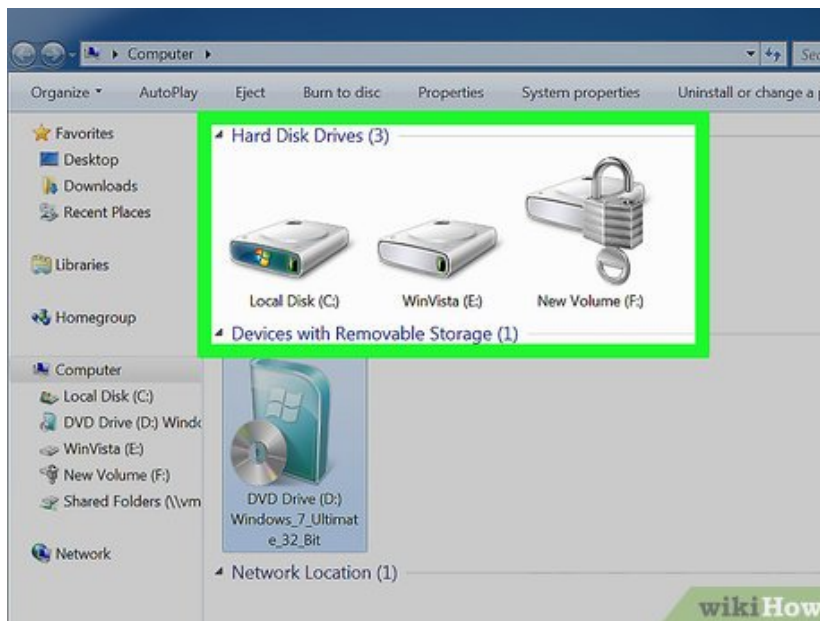 Computer
Organize AutoPlay Eject Burn to disc Properties System properties Uninstall or change a
Favorites
Desktop
Downloads
Recent Places
Libraries
Homegroup
Computer
Local Disk (C:)
DVD Drive (D:) Windo
WinVista (E:)
New Volume (F:)
Shared Folders (\\vm
Network
Hard Disk Drives (3)
Local Disk (C:) WinVista (E:) New Volume (F:)
Devices with Removable Storage (1)
DVD Drive (D:)
Windows_7_Ultimat
e_32_Bit
Network Location (1)
wikiHow